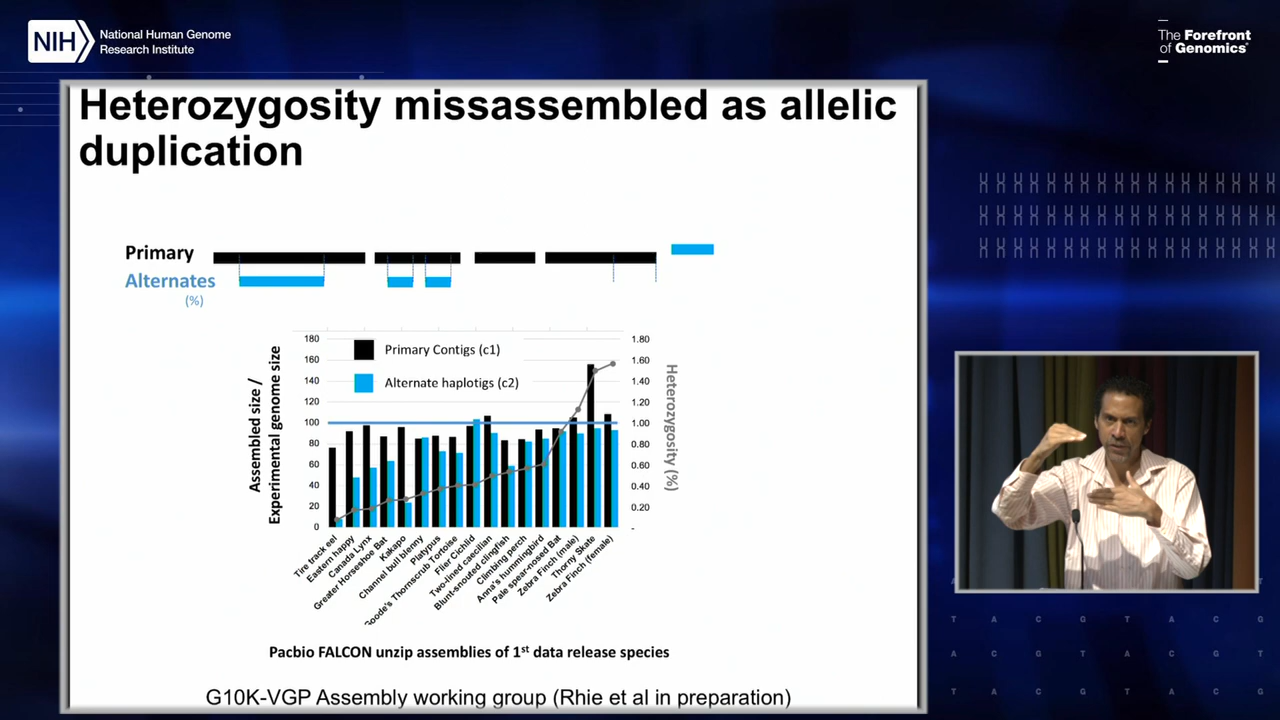 NIH
National Human Genome
Research Institute
The Forefront
of Genomics®
Heterozygosity missassembled as allelic
duplication
Primary
Alternates
(%)
Assembled size /
Experimental genome size
180
160
140
120
100
80
60
40
20
0
Primary Contigs (c1)
Alternate haplotigs (c2)
1.80
1.60
1.40
1.20
1.00
0.80
0.60
0.40
0.20
-
Heterozygosity (%)
Tire track eel
Eastern happy
Canada Lynx
Greater Horseshoe Bat
Kakapo
Channel bull blenny
Platypus
Goode's Thornscrub Tortoise
Flier Cichlid
Two-lined caecilian
Blunt-snouted clingfish
Climbing perch
Anna's hummingbird
Pale spear-nosed Bat
Zebra Finch (male)
Thorny Skate
Zebra Finch (female)
Pacbio FALCON unzip assemblies of 1st data release species
G10K-VGP Assembly working group (Rhie et al in preparation)
T A C G T A C G
A C G T A C G T
T A C G T A C G